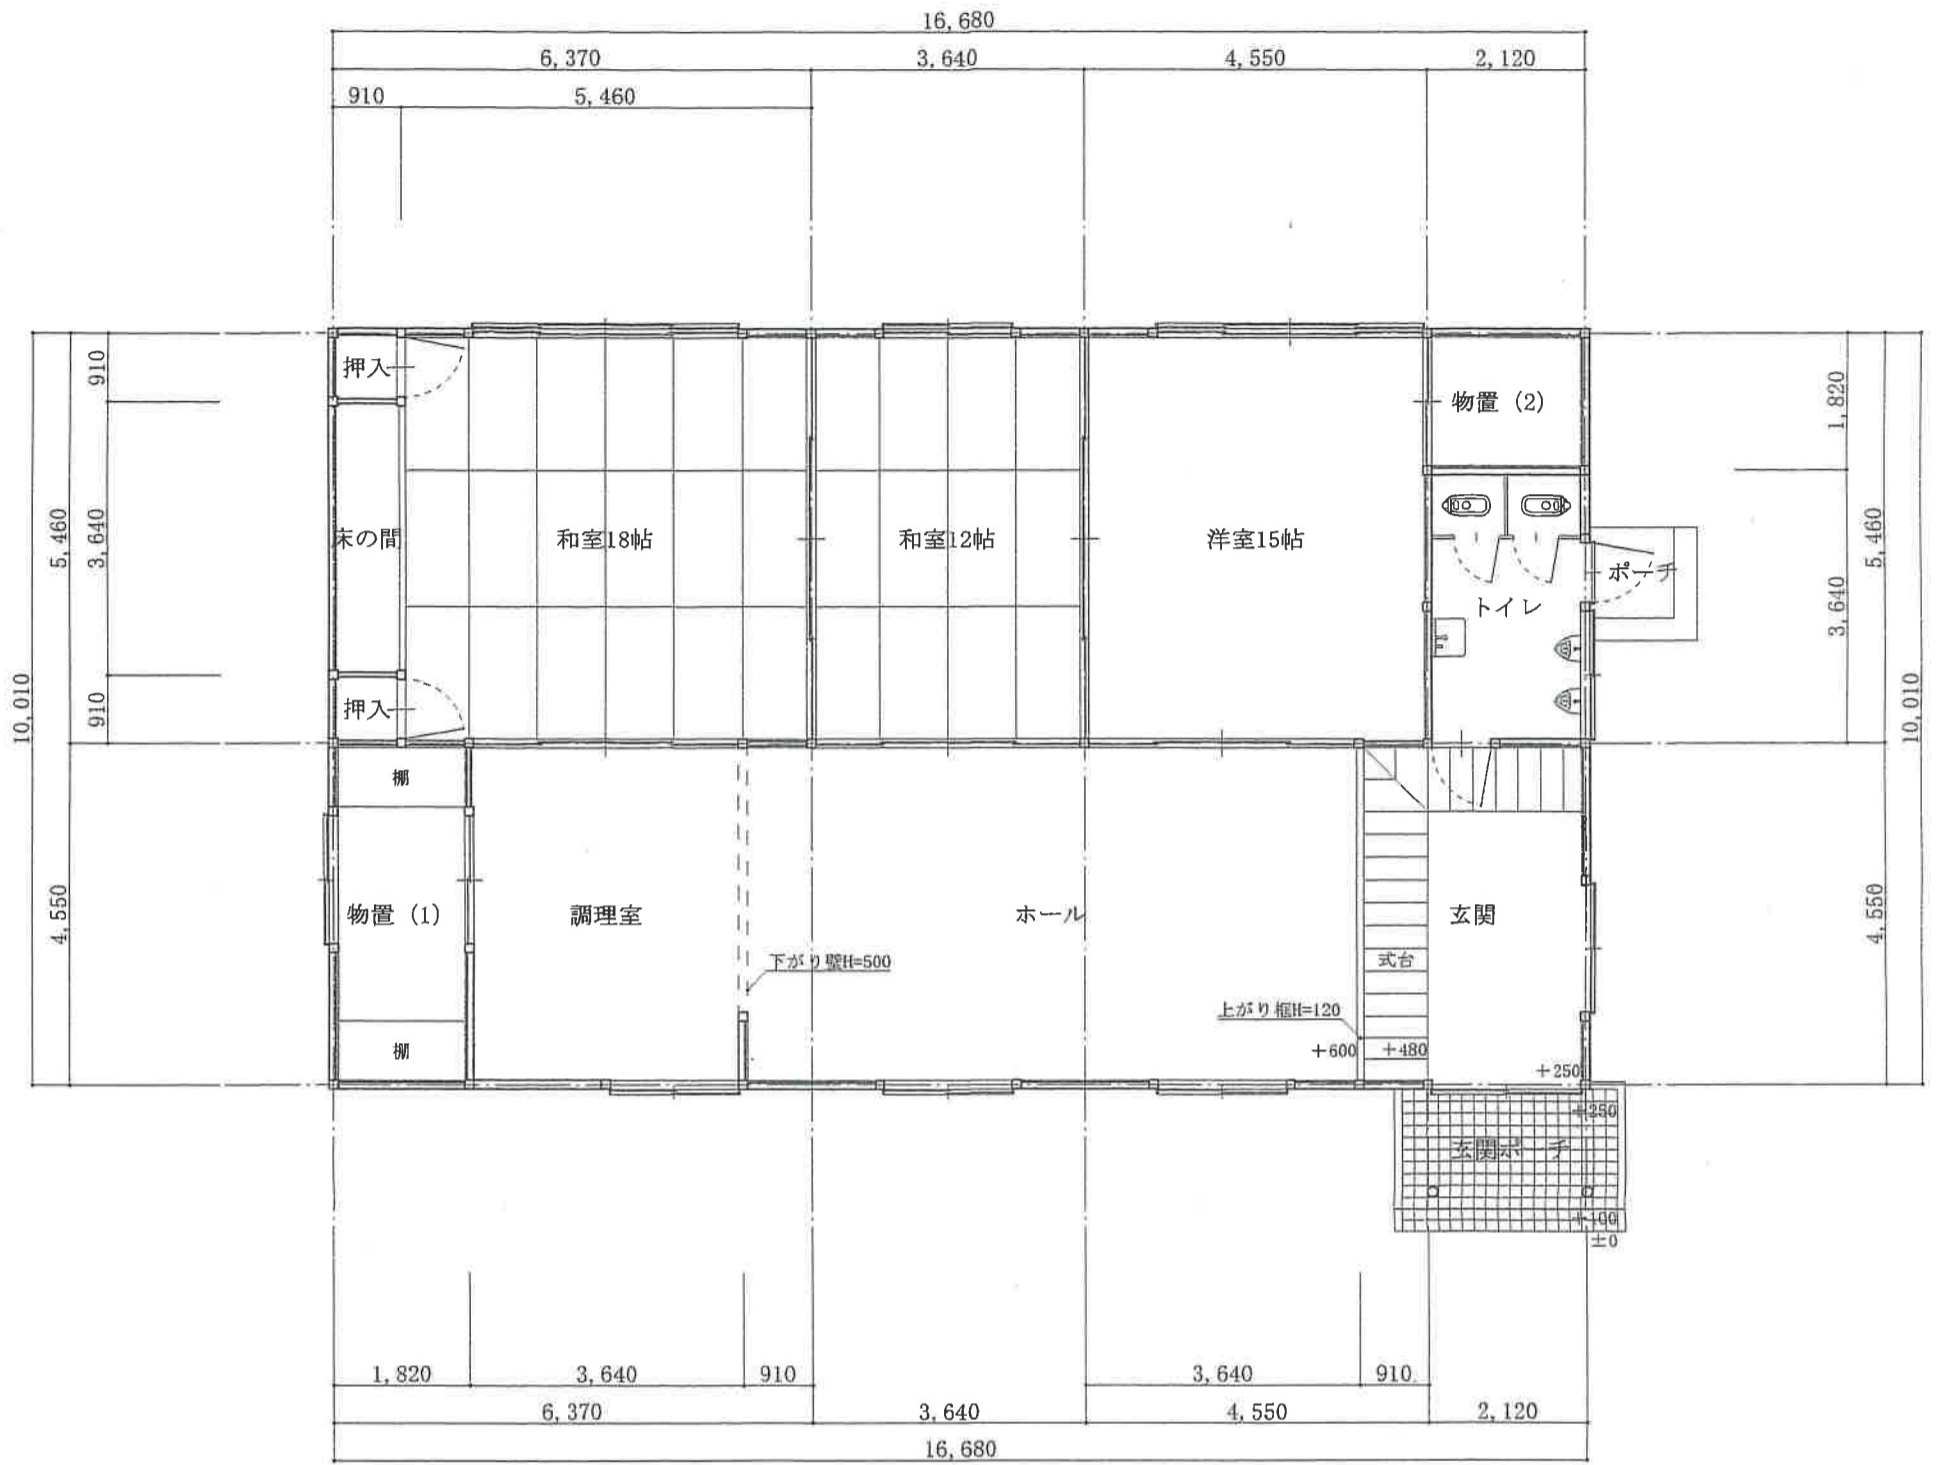 16,680
6,370 3,640 4,550 2,120
910 5,460
910
押入
物置 (2)
1,820
5,460
3,640
床の間
和室18帖
和室12帖
洋室15帖
ポーチ
トイレ
5,460
3,640
10,010
910
押入
10,010
棚
4,550
物置 (1)
調理室
ホール
玄関
4,550
下がり壁H=500
式台
上がり框H=120
棚
+600
+480
+250
+250
玄関ポーチ
+100
±0
1,820 3,640 910 3,640 910
6,370 3,640 4,550 2,120
16,680